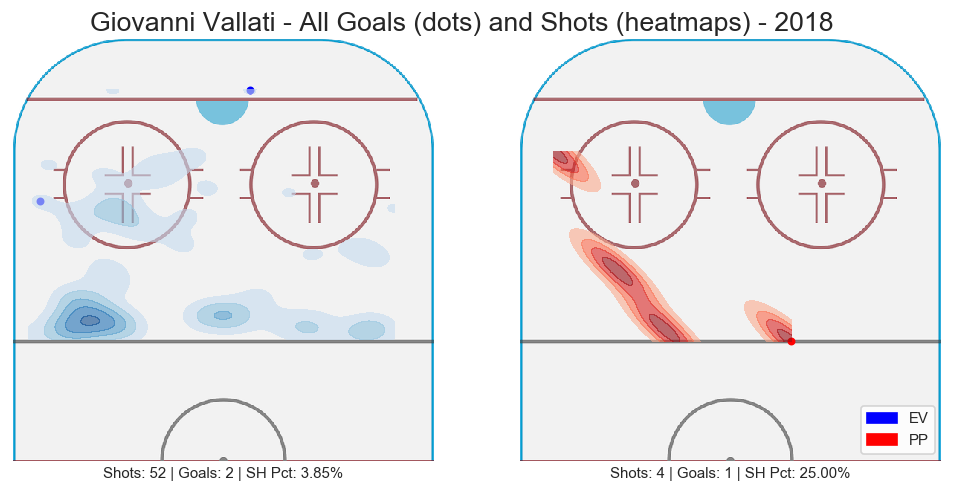 Giovanni Vallati - All Goals (dots) and Shots (heatmaps) - 2018
EV
PP
Shots: 52 | Goals: 2 | SH Pct: 3.85%
Shots: 4 | Goals: 1 | SH Pct: 25.00%